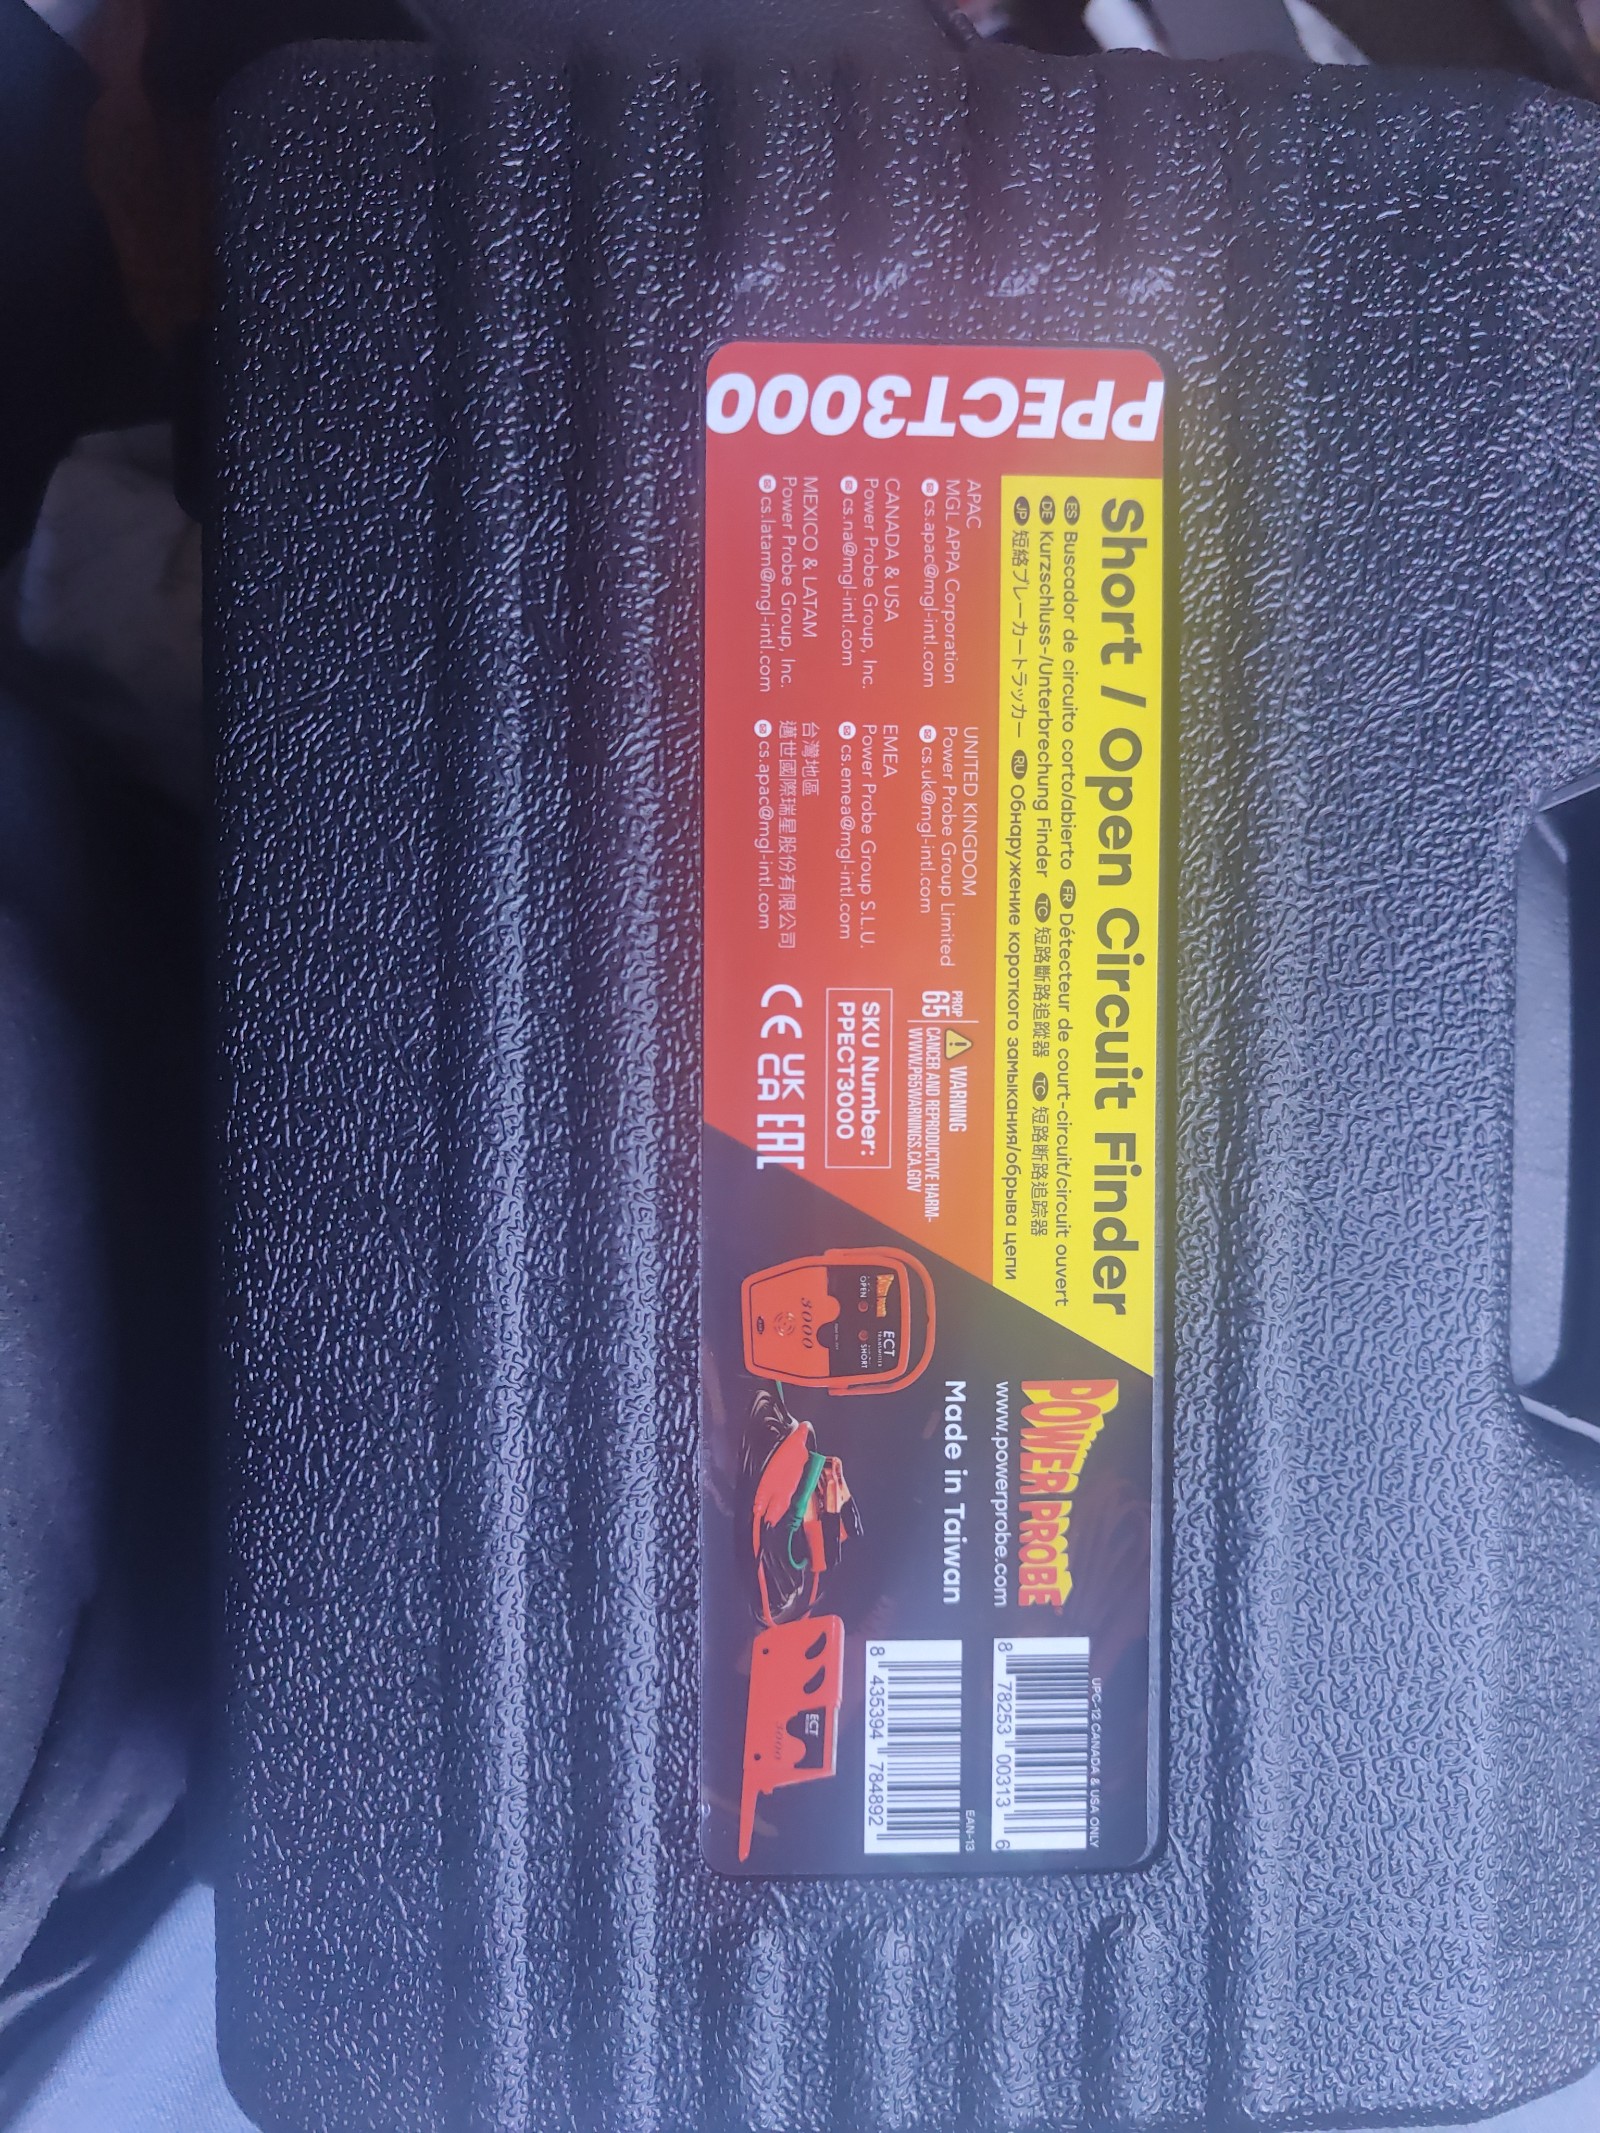 PPECT3000
Short / Open Circuit Finder
ES Buscador de circuito corto/abierto FR Détecteur de court-circuit/circuit ouvert
DE Kurzschluss-/Unterbrechung Finder TC 短路斷路追蹤器 TC 短路断路追踪器
JP 短絡ブレーカートラッカー RU Обнаружение короткого замыкания/обрыва цепи
APAC
MGL APPA Corporation
cs.apac@mgl-intl.com
CANADA & USA
Power Probe Group, Inc.
cs.na@mgl-intl.com
MEXICO & LATAM
Power Probe Group, Inc.
cs.latam@mgl-intl.com
UNITED KINGDOM
Power Probe Group Limited
cs.uk@mgl-intl.com
EMEA
Power Probe Group S.L.U.
cs.emea@mgl-intl.com
台灣地區
邁世國際瑞星股份有限公司
cs.apac@mgl-intl.com
PROP
65
WARNING
CANCER AND REPRODUCTIVE HARM-
WWW.P65WARNINGS.CA.GOV
SKU Number:
PPECT3000
CE UK CA EAC
POWER PROBE
www.powerprobe.com
Made in Taiwan
ECT
OPEN SHORT
3000
ECT
3000
UPC-12 CANADA & USA ONLY
8 78253 00313 6
EAN-13
8 435394 784892